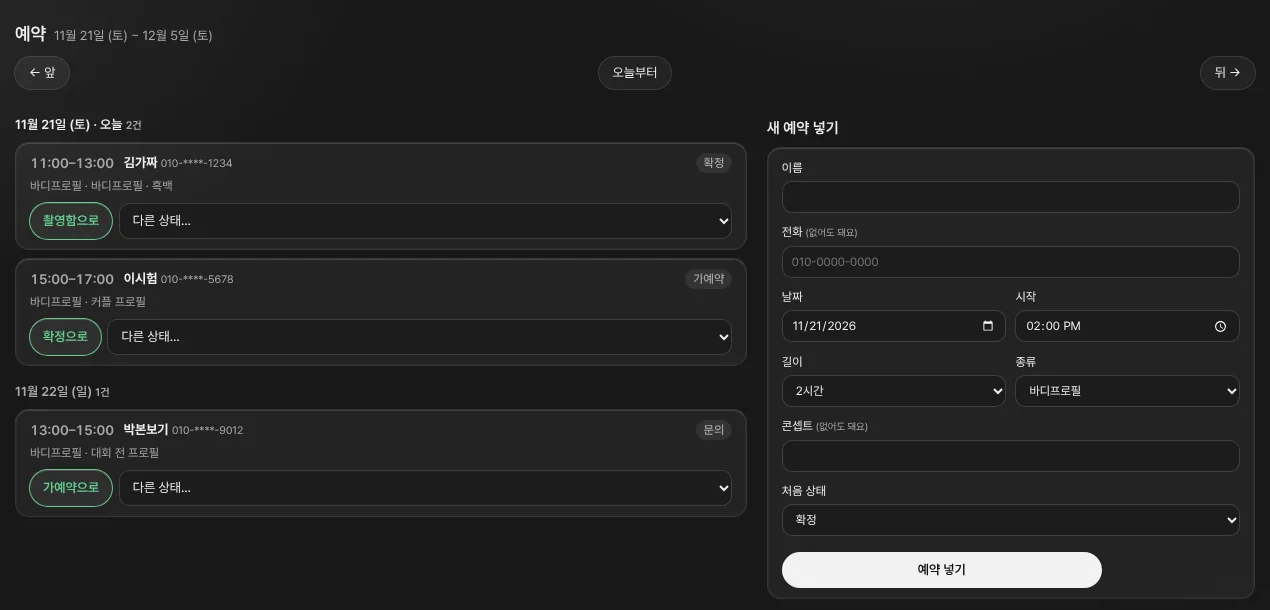 예약 11월 21일 (토) ~ 12월 5일 (토)
← 앞 오늘부터 뒤 →
11월 21일 (토) · 오늘 2건
11:00–13:00 김가짜 010-****-1234 확정
바디프로필 · 바디프로필 · 흑백
촬영함으로 다른 상태...
15:00–17:00 이시험 010-****-5678 가예약
바디프로필 · 커플 프로필
확정으로 다른 상태...
11월 22일 (일) 1건
13:00–15:00 박본보기 010-****-9012 문의
바디프로필 · 대회 전 프로필
가예약으로 다른 상태...
새 예약 넣기
이름
전화 (없어도 돼요)
010-0000-0000
날짜 시작
11/21/2026 02:00 PM
길이 종류
2시간 바디프로필
콘셉트 (없어도 돼요)
처음 상태
확정
예약 넣기